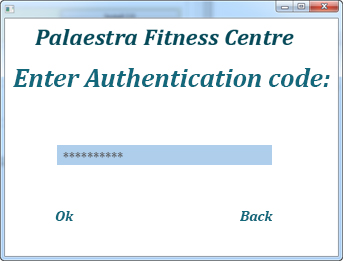 Palaestra Fitness Centre
Enter Authentication code:
**********
Ok Back